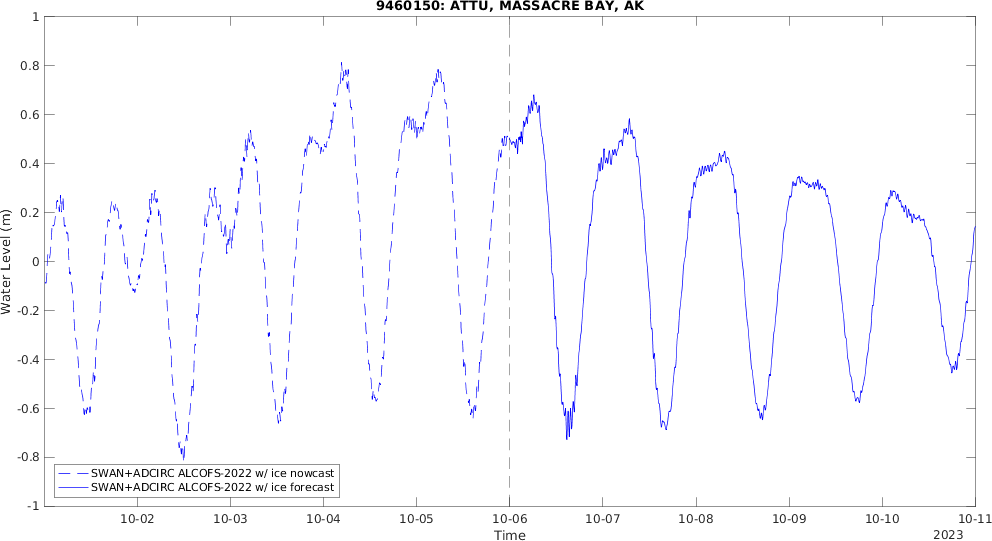 9460150: ATTU, MASSACRE BAY, AK
Water Level (m)
1
0.8
0.6
0.4
0.2
0
-0.2
-0.4
-0.6
-0.8
-1
SWAN+ADCIRC ALCOFS-2022 w/ ice nowcast
SWAN+ADCIRC ALCOFS-2022 w/ ice forecast
10-02 10-03 10-04 10-05 10-06 10-07 10-08 10-09 10-10 10-11
Time
2023